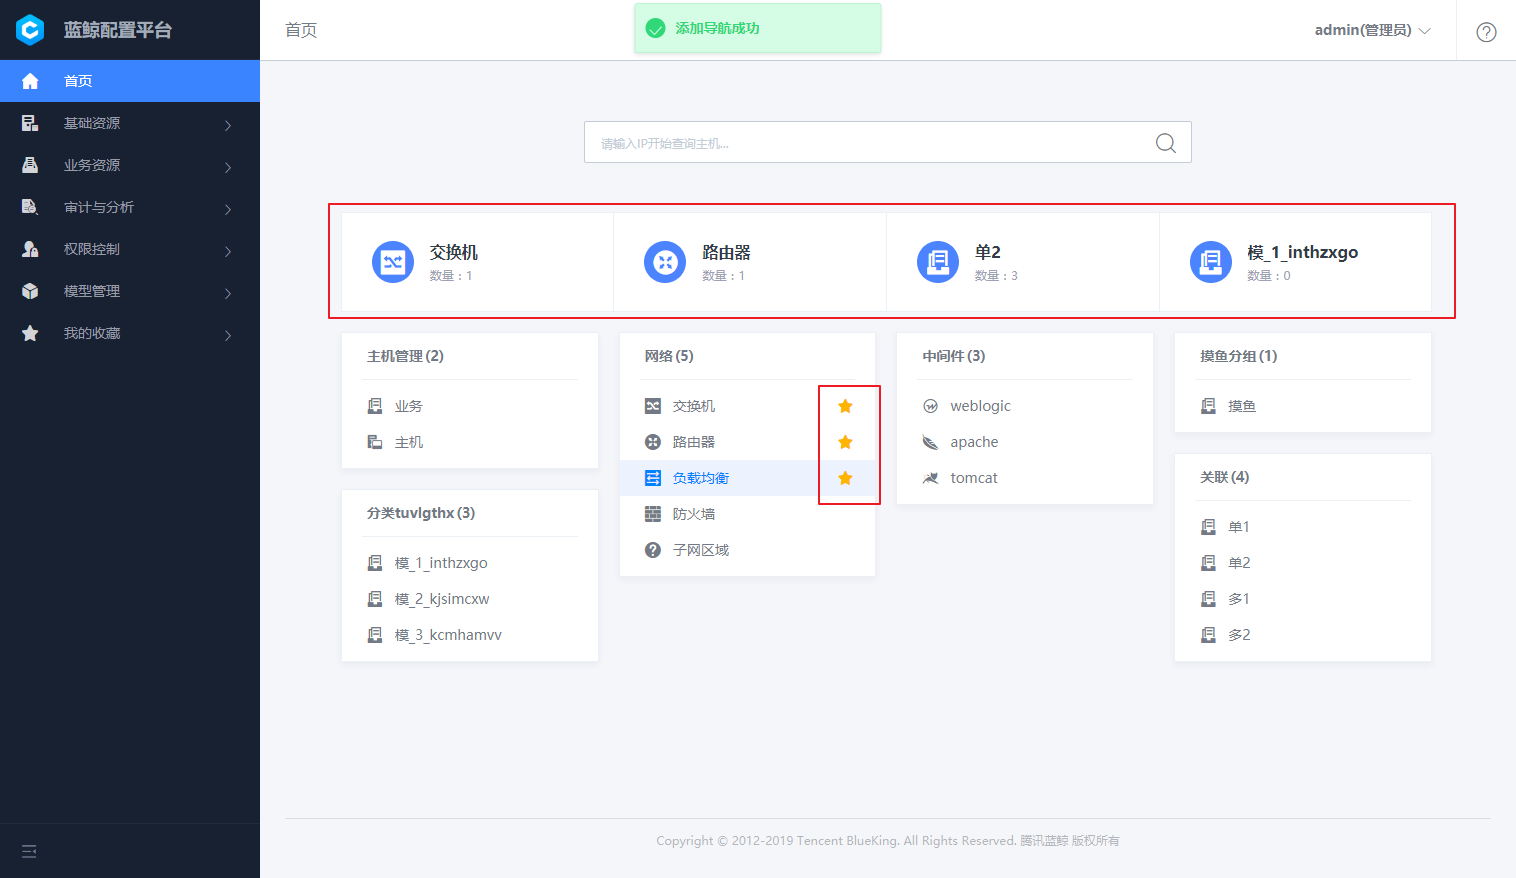 蓝鲸配置平台
首页
添加导航成功
admin(管理员)
首页
基础资源
业务资源
审计与分析
权限控制
模型管理
我的收藏
请输入IP开始查询主机...
交换机
数量：1
路由器
数量：1
单2
数量：3
模_1_inthzxgo
数量：0
主机管理(2)
业务
主机
分类tuvlgthx(3)
模_1_inthzxgo
模_2_kjsimcxw
模_3_kcmhamvv
网络(5)
交换机
路由器
负载均衡
防火墙
子网区域
中间件(3)
weblogic
apache
tomcat
摸鱼分组(1)
摸鱼
关联(4)
单1
单2
多1
多2
Copyright © 2012-2019 Tencent BlueKing. All Rights Reserved. 腾讯蓝鲸 版权所有